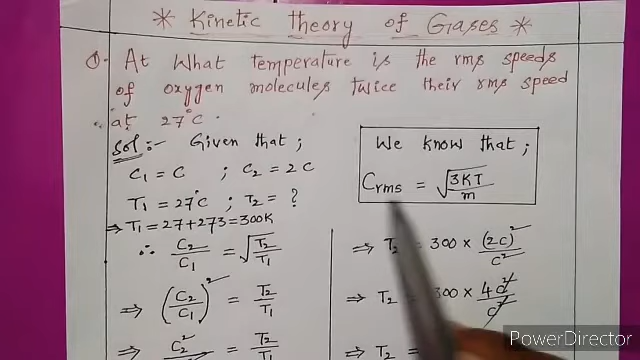 * Kinetic theory of Gases *
Q:- At What temperature is the rms speeds
of oxygen molecules twice their rms speed
at 27°C.
Sol:- Given that;
C₁ = C ; C₂ = 2C
T₁ = 27°C ; T₂ = ?
⇒ T₁ = 27+273 = 300K
∴ C₂/C₁ = √(T₂/T₁)
⇒ (C₂/C₁)² = T₂/T₁
⇒ C₂² = T₂/T₁
We know that;
Crms = √(3KT/m)
⇒ T₂ = 300 × (2C)²/C²
⇒ T₂ = 300 × 4C²/C²
⇒ T₂ =
PowerDirector